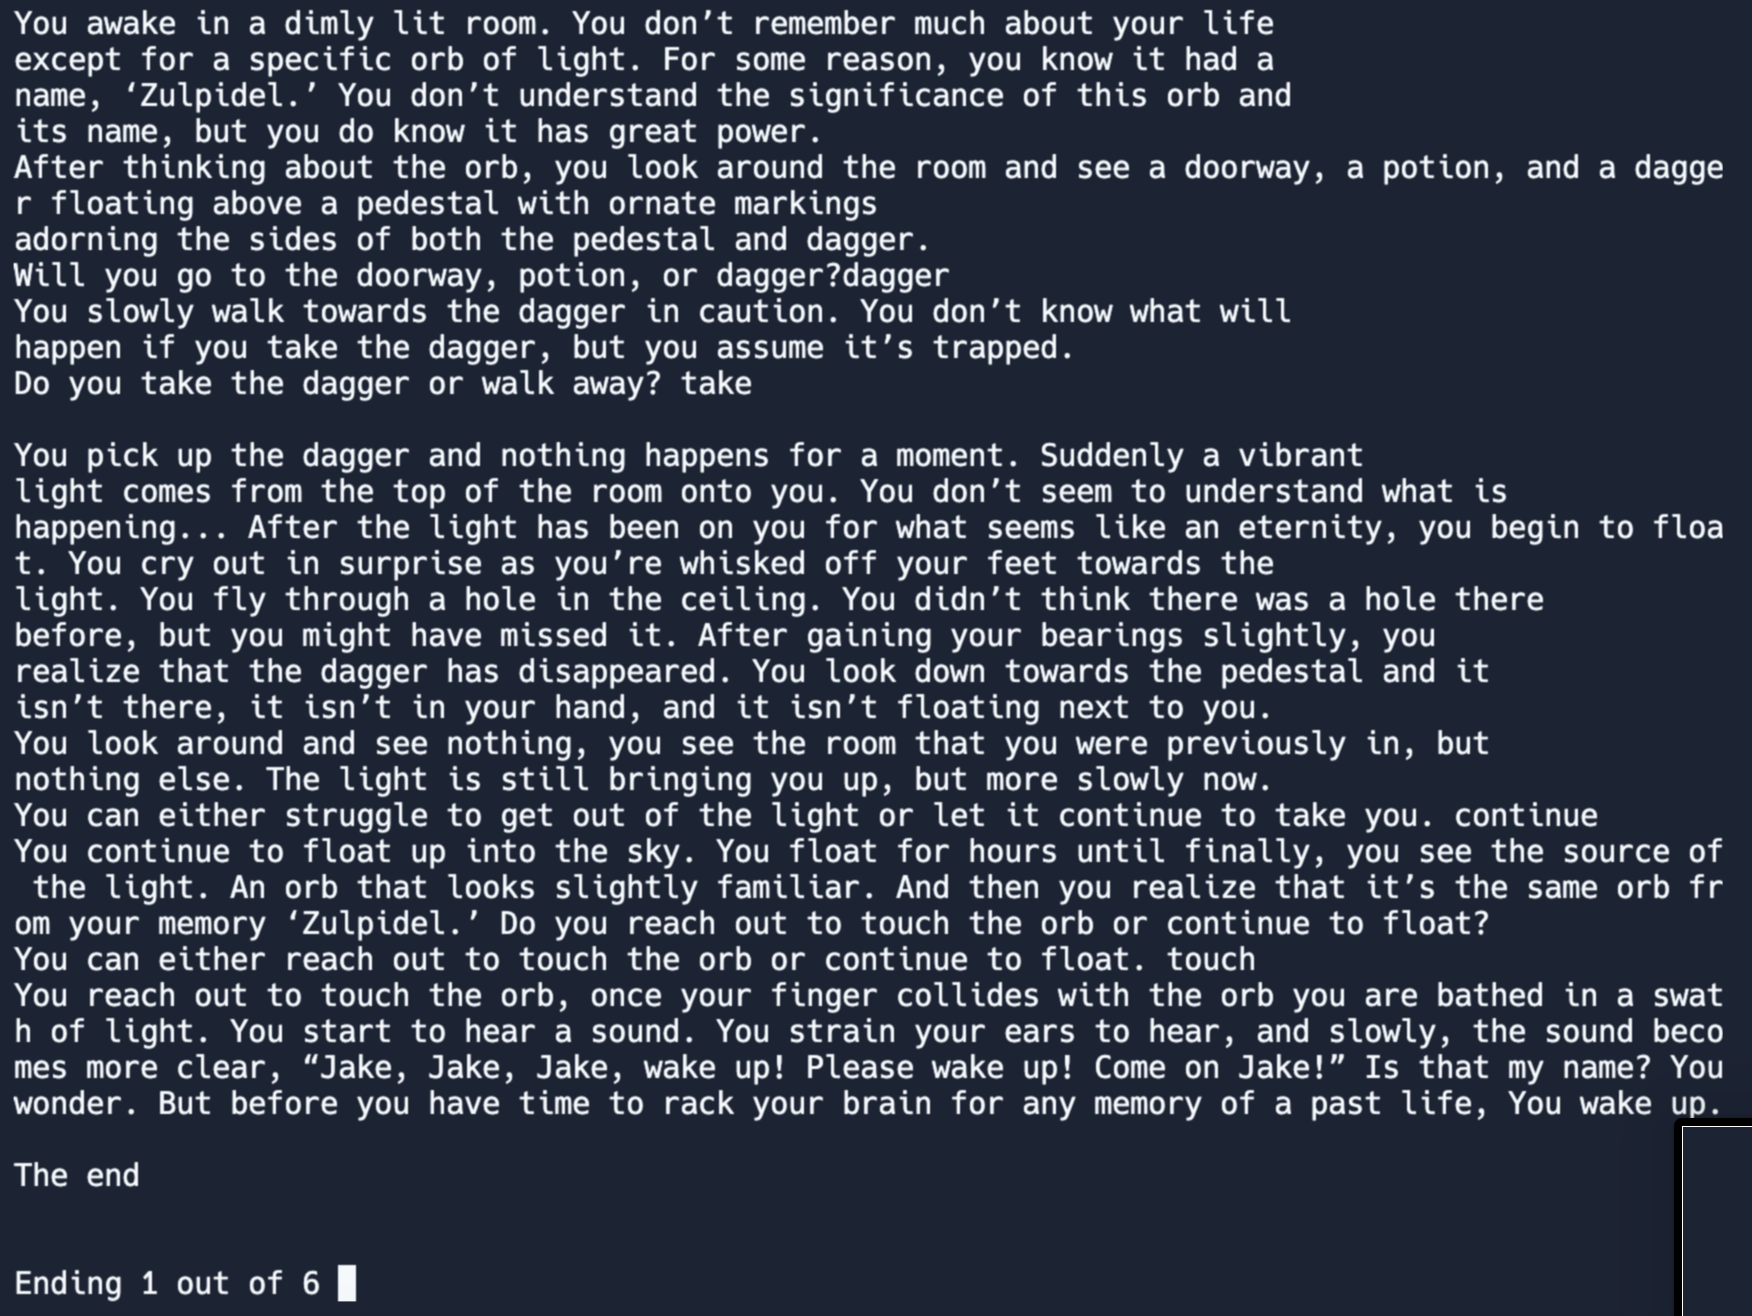 You awake in a dimly lit room. You don’t remember much about your life
except for a specific orb of light. For some reason, you know it had a
name, ‘Zulpidel.’ You don’t understand the significance of this orb and
its name, but you do know it has great power.
After thinking about the orb, you look around the room and see a doorway, a potion, and a dagge
r floating above a pedestal with ornate markings
adorning the sides of both the pedestal and dagger.
Will you go to the doorway, potion, or dagger?dagger
You slowly walk towards the dagger in caution. You don’t know what will
happen if you take the dagger, but you assume it’s trapped.
Do you take the dagger or walk away? take

You pick up the dagger and nothing happens for a moment. Suddenly a vibrant
light comes from the top of the room onto you. You don’t seem to understand what is
happening... After the light has been on you for what seems like an eternity, you begin to floa
t. You cry out in surprise as you’re whisked off your feet towards the
light. You fly through a hole in the ceiling. You didn’t think there was a hole there
before, but you might have missed it. After gaining your bearings slightly, you
realize that the dagger has disappeared. You look down towards the pedestal and it
isn’t there, it isn’t in your hand, and it isn’t floating next to you.
You look around and see nothing, you see the room that you were previously in, but
nothing else. The light is still bringing you up, but more slowly now.
You can either struggle to get out of the light or let it continue to take you. continue
You continue to float up into the sky. You float for hours until finally, you see the source of
 the light. An orb that looks slightly familiar. And then you realize that it’s the same orb fr
om your memory ‘Zulpidel.’ Do you reach out to touch the orb or continue to float?
You can either reach out to touch the orb or continue to float. touch
You reach out to touch the orb, once your finger collides with the orb you are bathed in a swat
h of light. You start to hear a sound. You strain your ears to hear, and slowly, the sound beco
mes more clear, “Jake, Jake, Jake, wake up! Please wake up! Come on Jake!” Is that my name? You
wonder. But before you have time to rack your brain for any memory of a past life, You wake up.

The end

Ending 1 out of 6